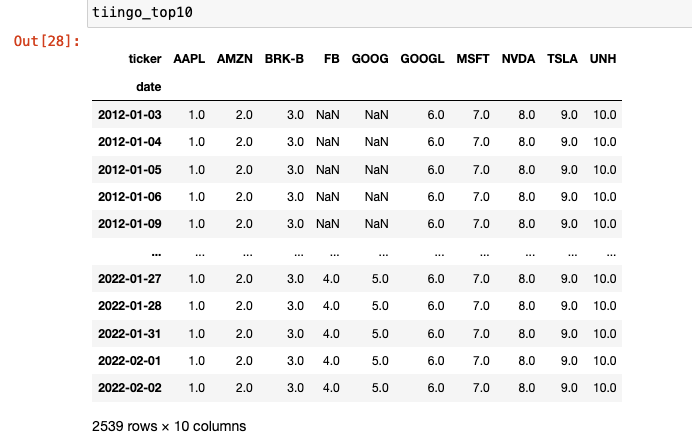 tiingo_top10
Out[28]:
ticker AAPL AMZN BRK-B FB GOOG GOOGL MSFT NVDA TSLA UNH
date
2012-01-03 1.0 2.0 3.0 NaN NaN 6.0 7.0 8.0 9.0 10.0
2012-01-04 1.0 2.0 3.0 NaN NaN 6.0 7.0 8.0 9.0 10.0
2012-01-05 1.0 2.0 3.0 NaN NaN 6.0 7.0 8.0 9.0 10.0
2012-01-06 1.0 2.0 3.0 NaN NaN 6.0 7.0 8.0 9.0 10.0
2012-01-09 1.0 2.0 3.0 NaN NaN 6.0 7.0 8.0 9.0 10.0
... ... ... ... ... ... ... ... ... ... ...
2022-01-27 1.0 2.0 3.0 4.0 5.0 6.0 7.0 8.0 9.0 10.0
2022-01-28 1.0 2.0 3.0 4.0 5.0 6.0 7.0 8.0 9.0 10.0
2022-01-31 1.0 2.0 3.0 4.0 5.0 6.0 7.0 8.0 9.0 10.0
2022-02-01 1.0 2.0 3.0 4.0 5.0 6.0 7.0 8.0 9.0 10.0
2022-02-02 1.0 2.0 3.0 4.0 5.0 6.0 7.0 8.0 9.0 10.0
2539 rows × 10 columns